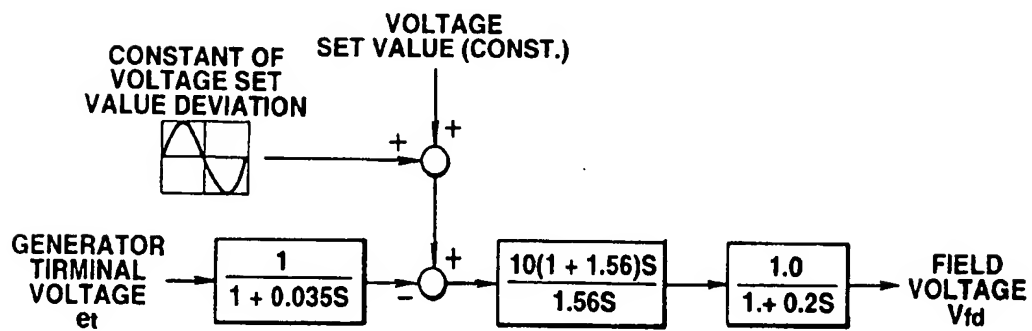 VOLTAGE
SET VALUE (CONST.)
CONSTANT OF
VOLTAGE SET
VALUE DEVIATION
+
+
GENERATOR
TIRMINAL
VOLTAGE
et
1
1 + 0.035S
−
+
10(1 + 1.56)S
1.56S
1.0
1.+ 0.2S
FIELD
VOLTAGE
Vfd